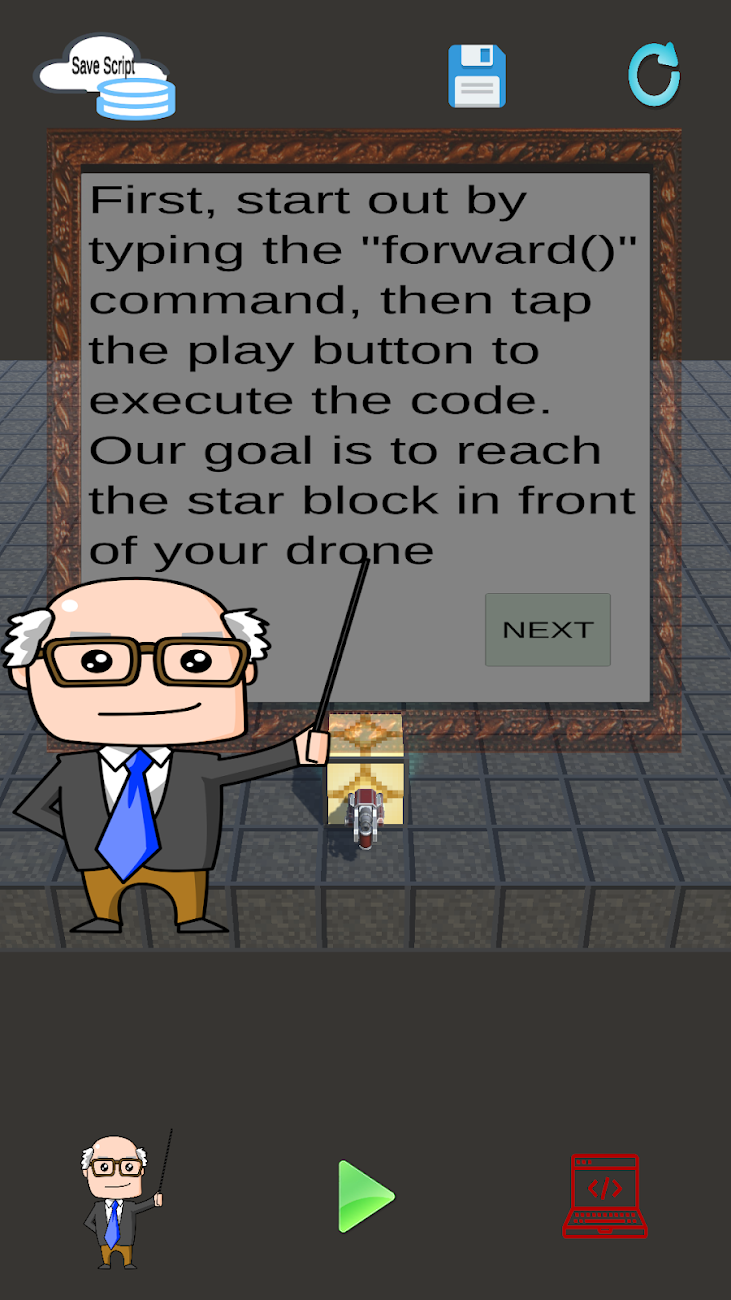 Save Script
First, start out by
typing the "forward()"
command, then tap
the play button to
execute the code.
Our goal is to reach
the star block in front
of your drone
NEXT
</>